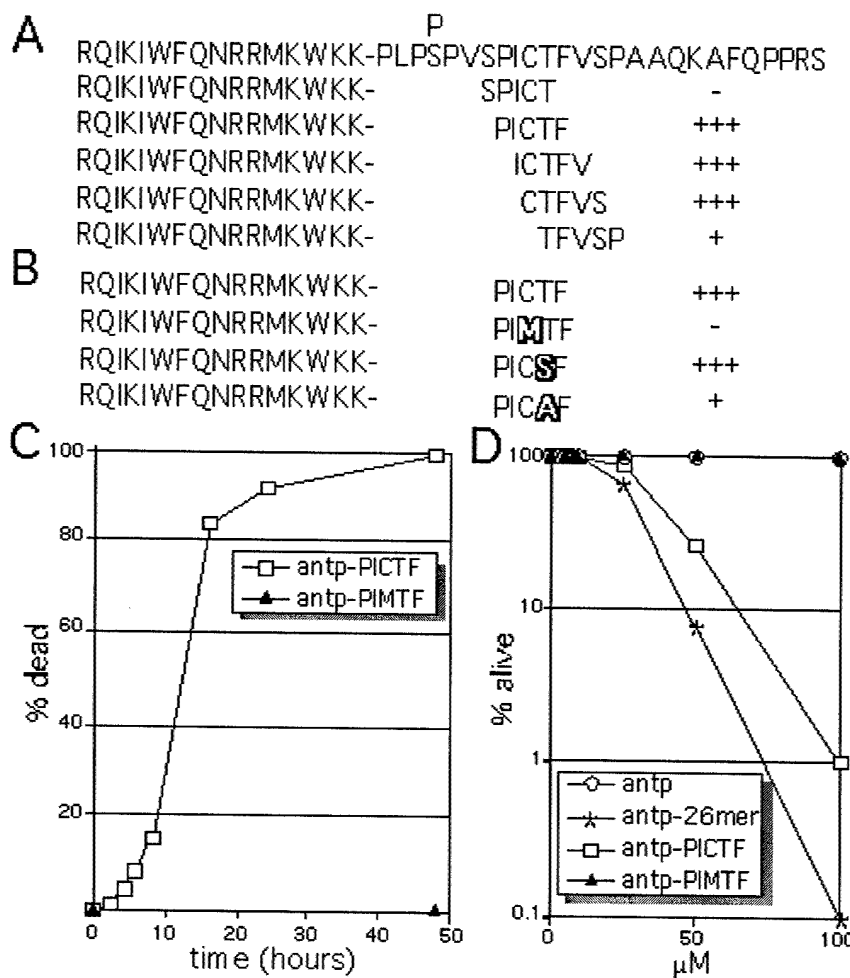 A
P
RQIKIWFQNRRMKWKK-PLPSPVSPICTFVSPAAQKAFQPPRS
RQIKIWFQNRRMKWKK- SPICT -
RQIKIWFQNRRMKWKK- PICTF +++
RQIKIWFQNRRMKWKK- ICTFV +++
RQIKIWFQNRRMKWKK- CTFVS +++
RQIKIWFQNRRMKWKK- TFVSP +
B
RQIKIWFQNRRMKWKK- PICTF +++
RQIKIWFQNRRMKWKK- PIMTF -
RQIKIWFQNRRMKWKK- PICSF +++
RQIKIWFQNRRMKWKK- PICAF +
C
100
80
60
40
20
% dead
antp-PICTF
antp-PIMTF
0 10 20 30 40 50
time (hours)
D
100
10
1
0.1
% alive
antp
antp-26mer
antp-PICTF
antp-PIMTF
0 50 100
µM